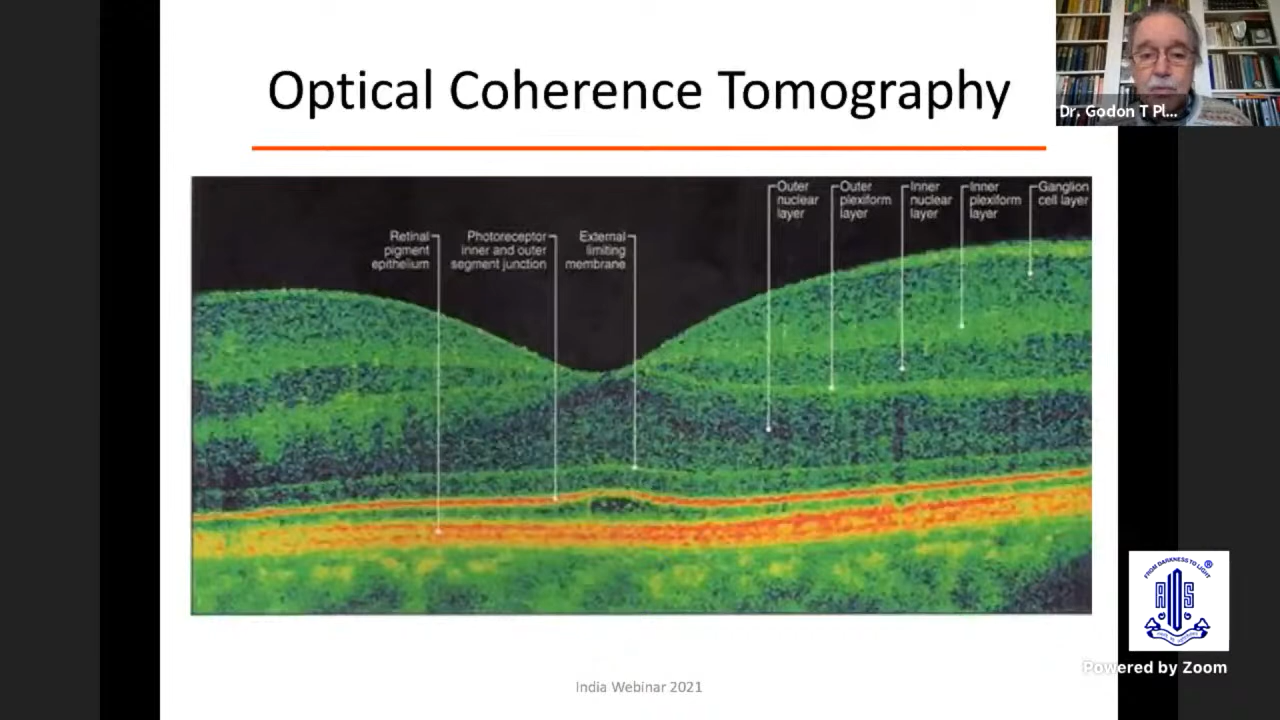 Optical Coherence Tomography
Dr. Godon T Pl...
Outer
nuclear
layer
Outer
plexiform
layer
Inner
nuclear
layer
Inner
plexiform
layer
Ganglion
cell layer
Retinal
pigment
epithelium
Photoreceptor
inner and outer
segment junction
External
limiting
membrane
FROM DARKNESS TO LIGHT
®
AIOS
Powered by Zoom
India Webinar 2021